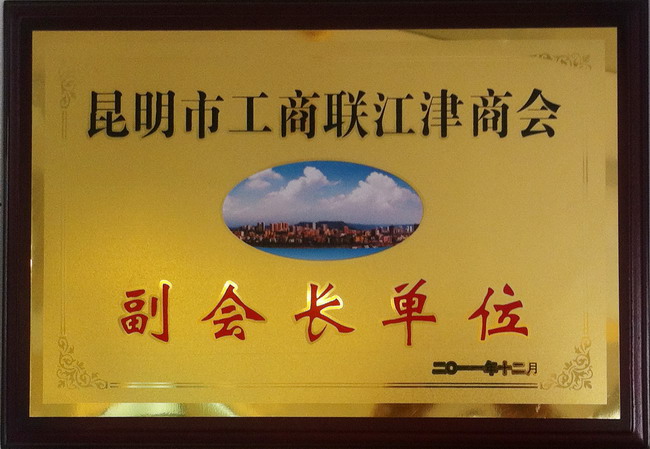 昆明市工商联江津商会
副会长单位
二〇一一年十二月